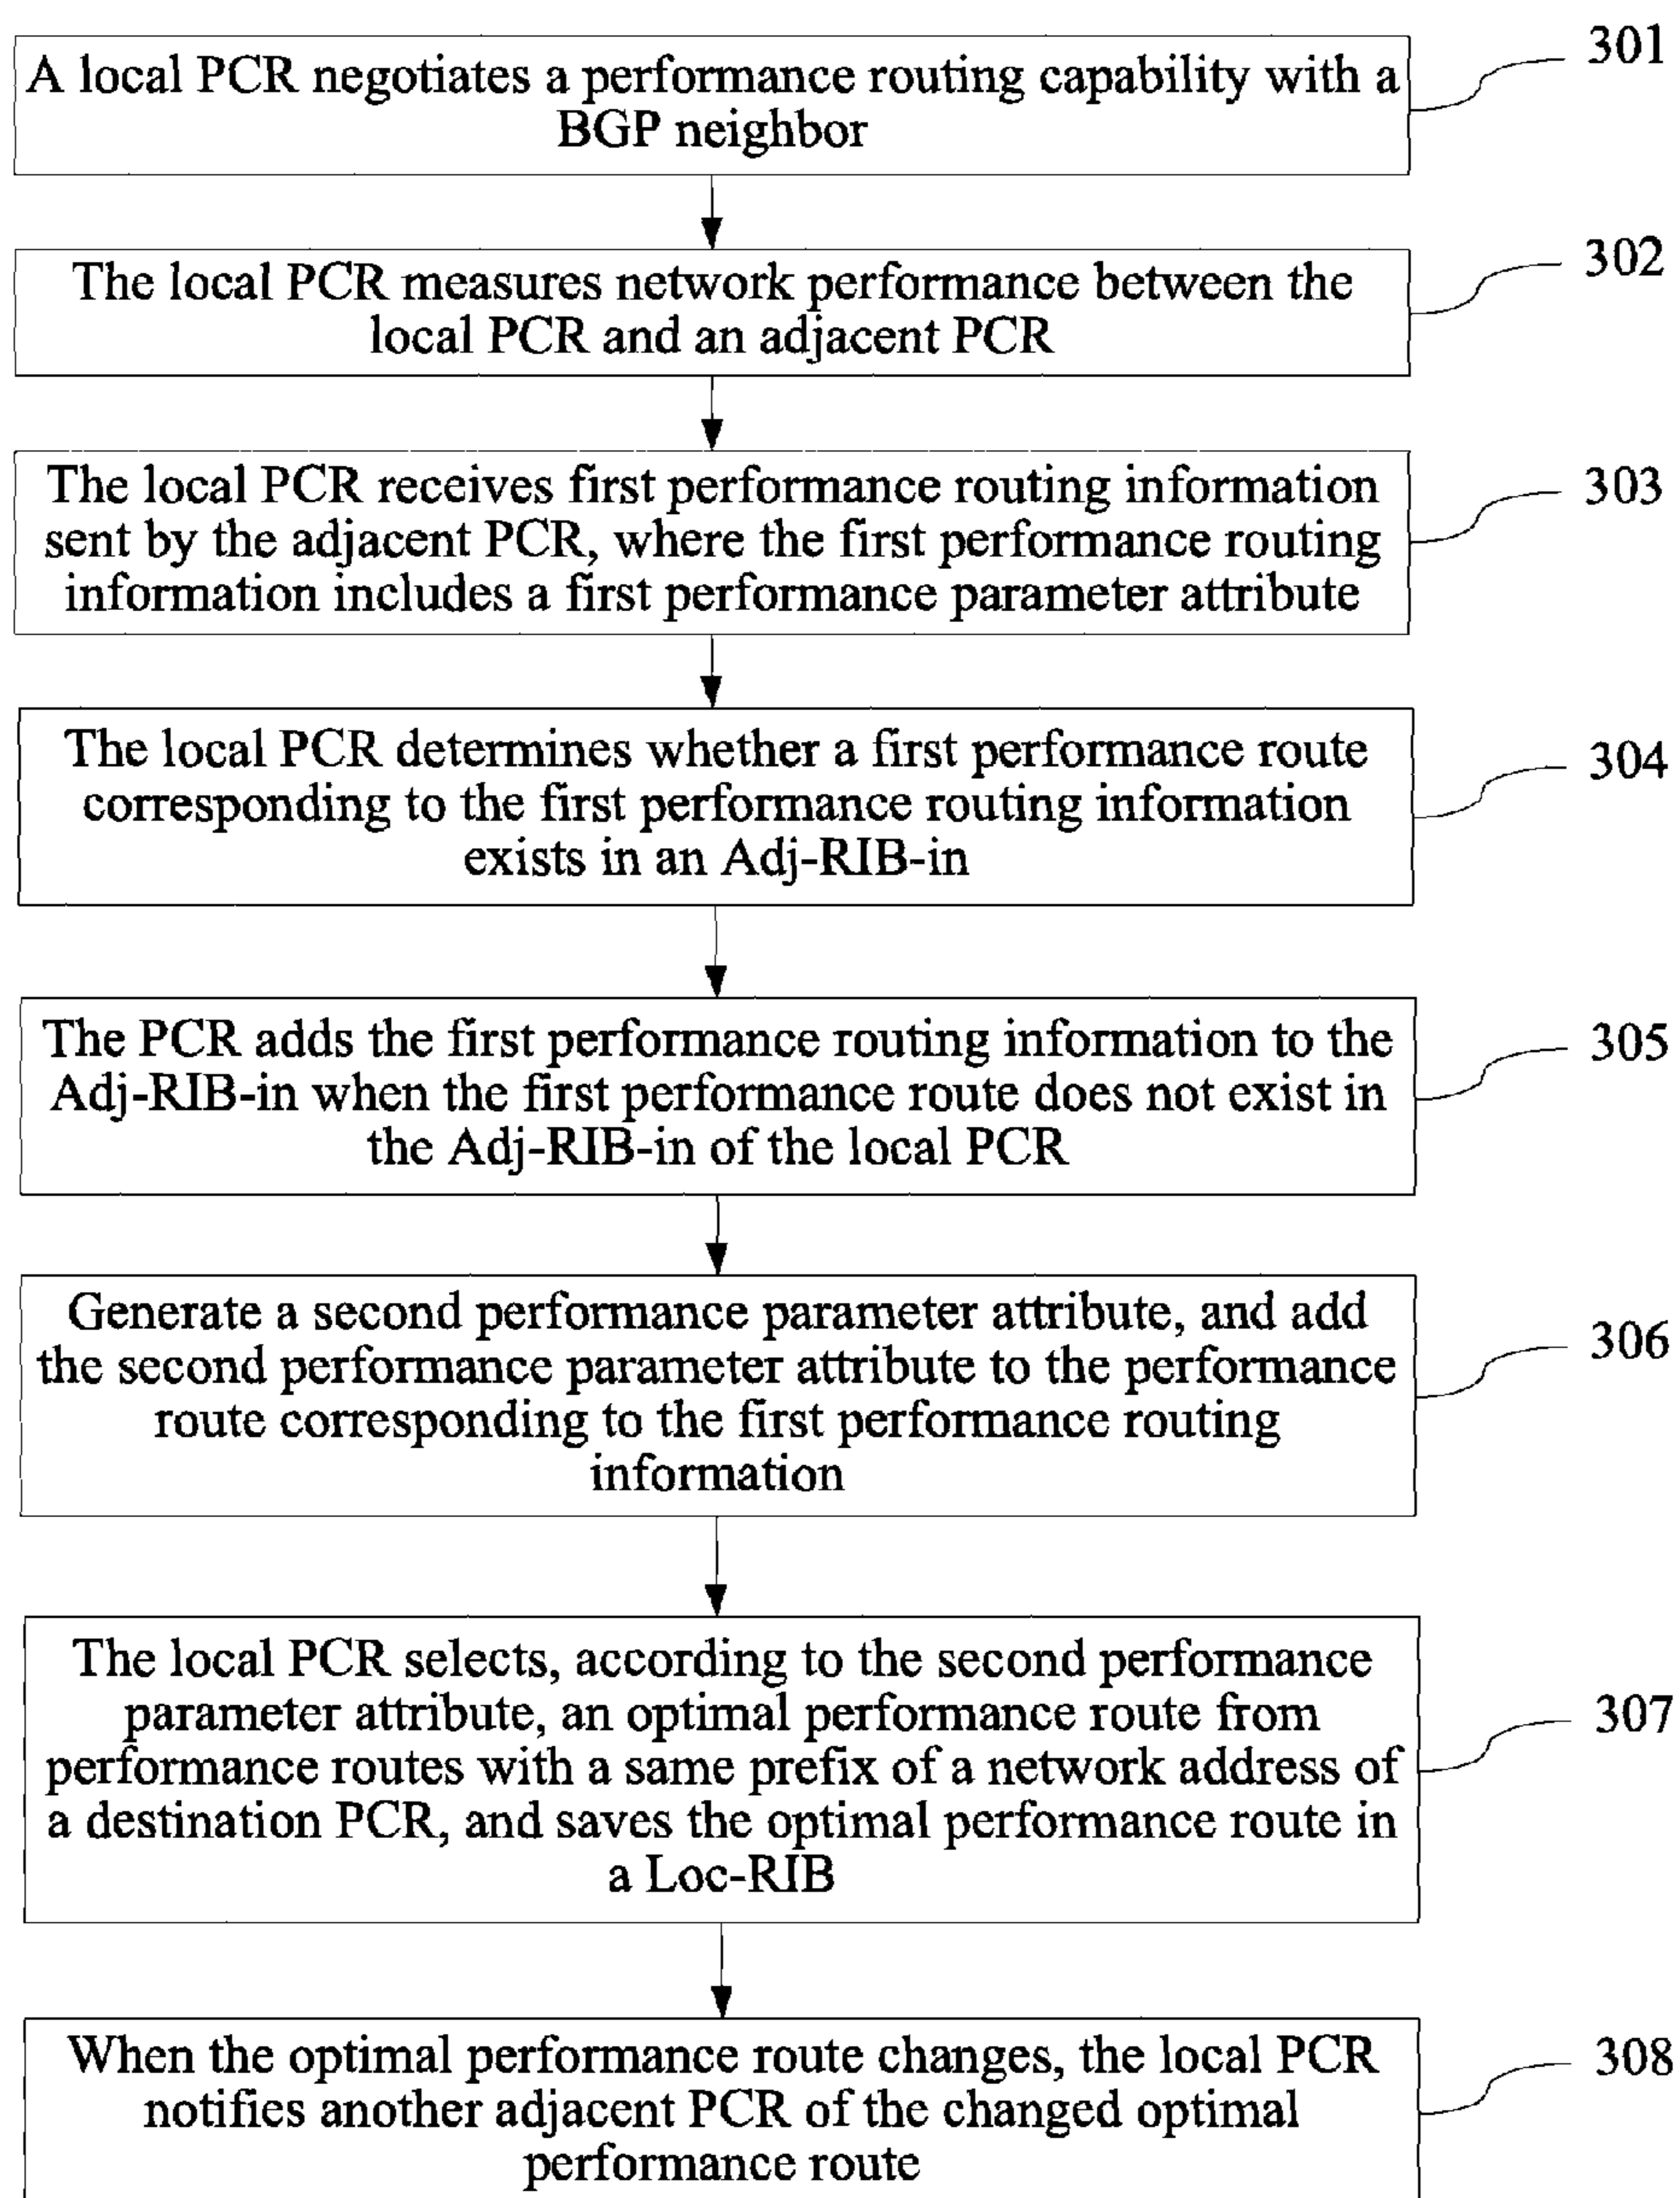 A local PCR negotiates a performance routing capability with a
BGP neighbor
301
The local PCR measures network performance between the
local PCR and an adjacent PCR
302
The local PCR receives first performance routing information
sent by the adjacent PCR, where the first performance routing
information includes a first performance parameter attribute
303
The local PCR determines whether a first performance route
corresponding to the first performance routing information
exists in an Adj-RIB-in
304
The PCR adds the first performance routing information to the
Adj-RIB-in when the first performance route does not exist in
the Adj-RIB-in of the local PCR
305
Generate a second performance parameter attribute, and add
the second performance parameter attribute to the performance
route corresponding to the first performance routing
information
306
The local PCR selects, according to the second performance
parameter attribute, an optimal performance route from
performance routes with a same prefix of a network address of
a destination PCR, and saves the optimal performance route in
a Loc-RIB
307
When the optimal performance route changes, the local PCR
notifies another adjacent PCR of the changed optimal
performance route
308